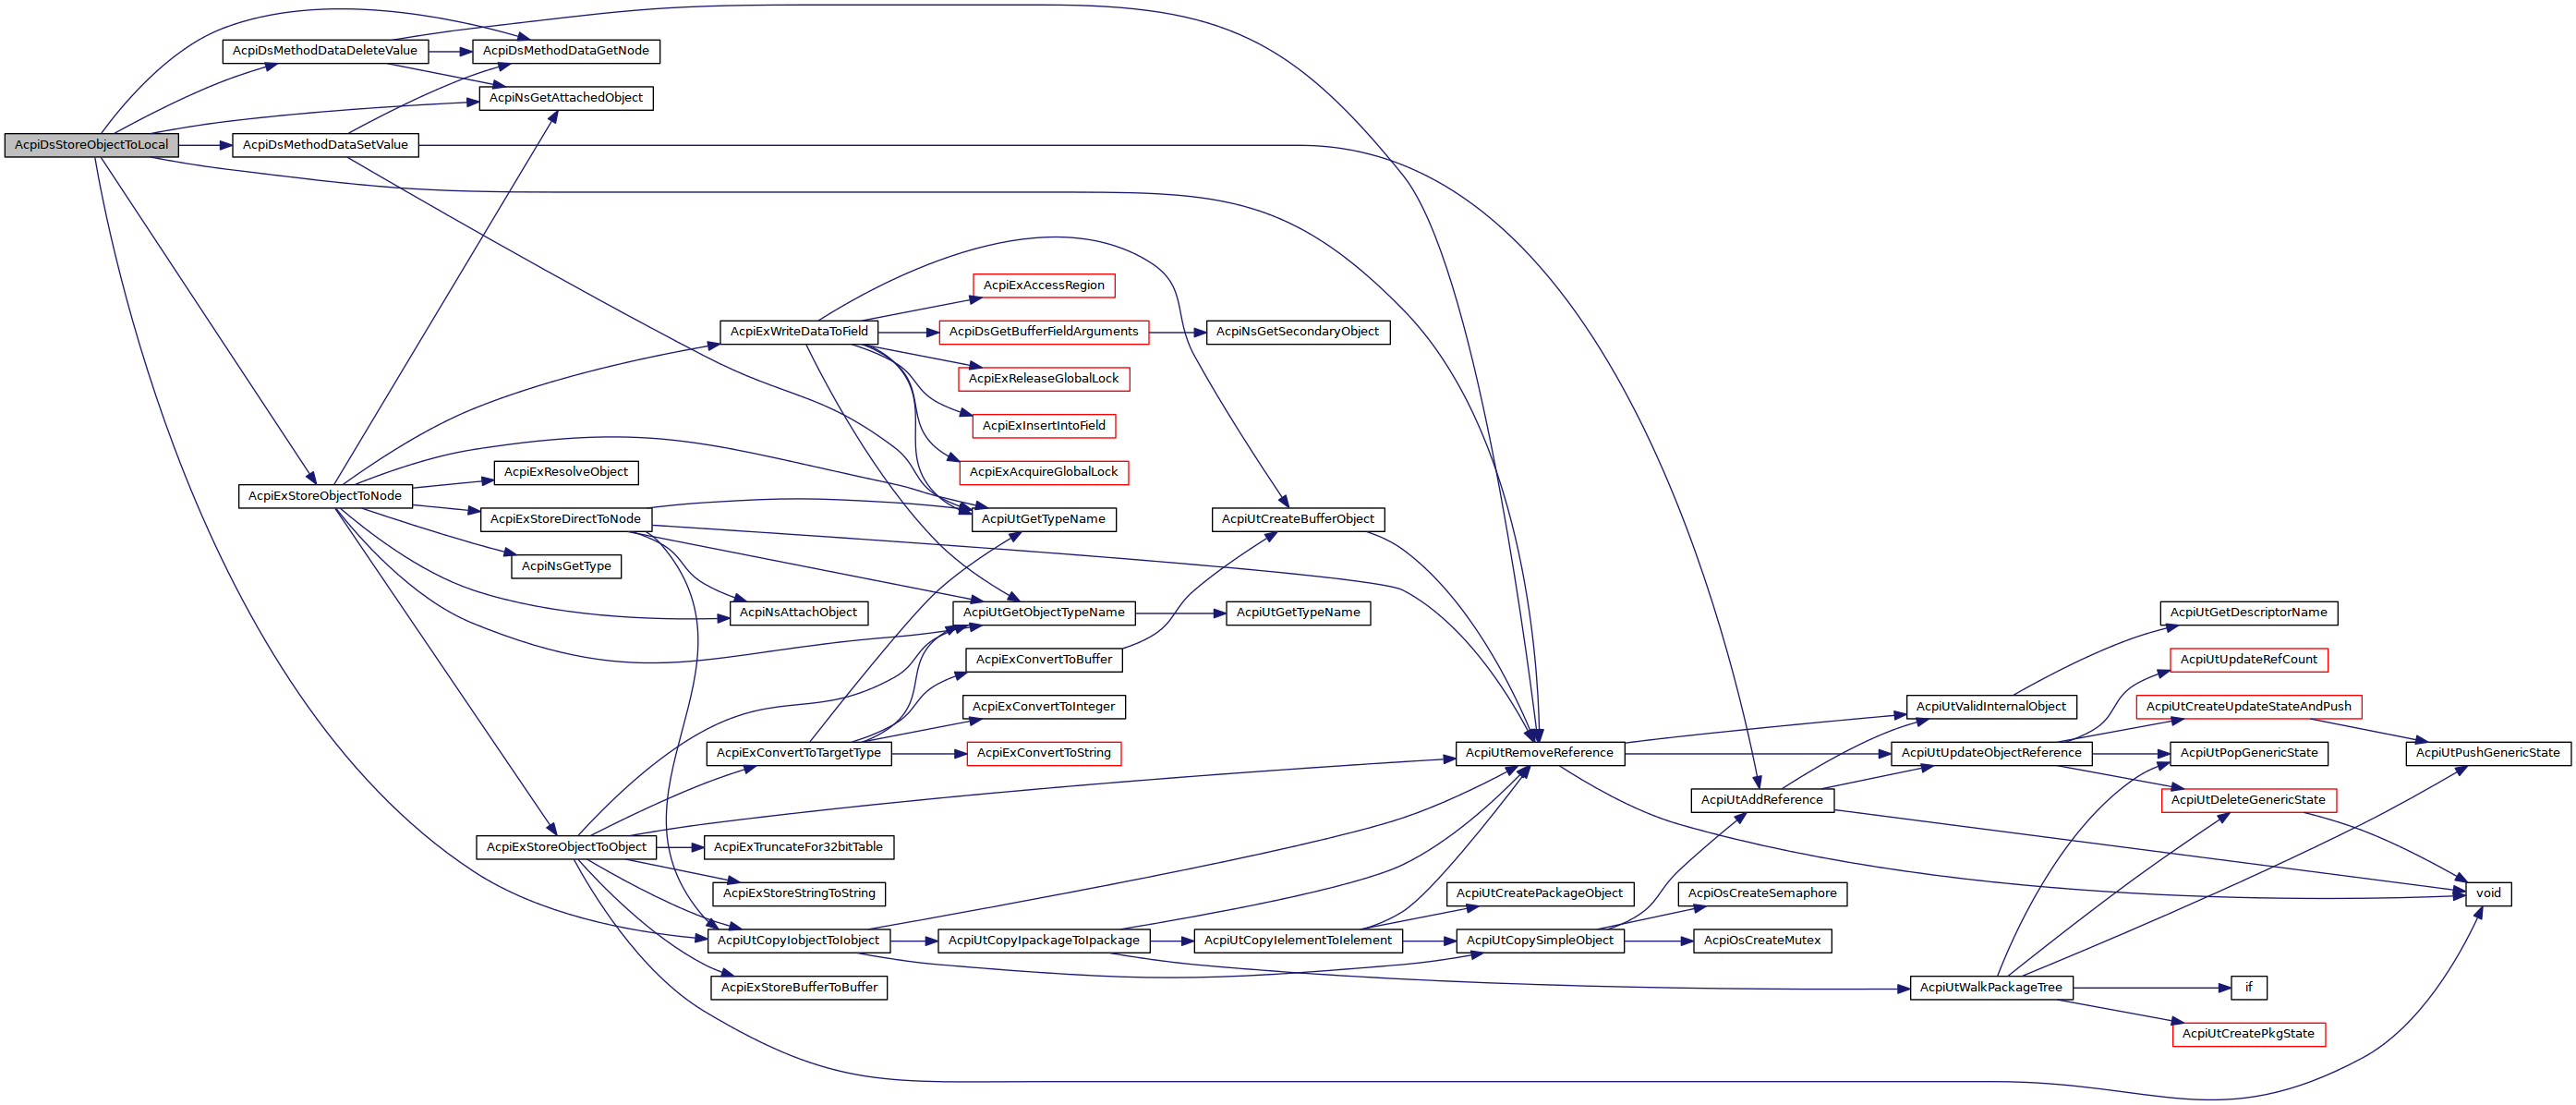 AcpiDsStoreObjectToLocal
AcpiDsMethodDataDeleteValue
AcpiDsMethodDataGetNode
AcpiNsGetAttachedObject
AcpiDsMethodDataSetValue
AcpiExAccessRegion
AcpiExWriteDataToField
AcpiDsGetBufferFieldArguments
AcpiNsGetSecondaryObject
AcpiExReleaseGlobalLock
AcpiExInsertIntoField
AcpiExResolveObject
AcpiExAcquireGlobalLock
AcpiExStoreObjectToNode
AcpiExStoreDirectToNode
AcpiUtGetTypeName
AcpiUtCreateBufferObject
AcpiNsGetType
AcpiNsAttachObject
AcpiUtGetObjectTypeName
AcpiUtGetTypeName
AcpiUtGetDescriptorName
AcpiExConvertToBuffer
AcpiUtUpdateRefCount
AcpiExConvertToInteger
AcpiUtValidInternalObject
AcpiUtCreateUpdateStateAndPush
AcpiExConvertToTargetType
AcpiExConvertToString
AcpiUtRemoveReference
AcpiUtUpdateObjectReference
AcpiUtPopGenericState
AcpiUtPushGenericState
AcpiUtAddReference
AcpiUtDeleteGenericState
AcpiExStoreObjectToObject
AcpiExTruncateFor32bitTable
AcpiExStoreStringToString
AcpiUtCreatePackageObject
AcpiOsCreateSemaphore
void
AcpiUtCopyIobjectToIobject
AcpiUtCopyIpackageToIpackage
AcpiUtCopyIelementToIelement
AcpiUtCopySimpleObject
AcpiOsCreateMutex
AcpiExStoreBufferToBuffer
AcpiUtWalkPackageTree
if
AcpiUtCreatePkgState